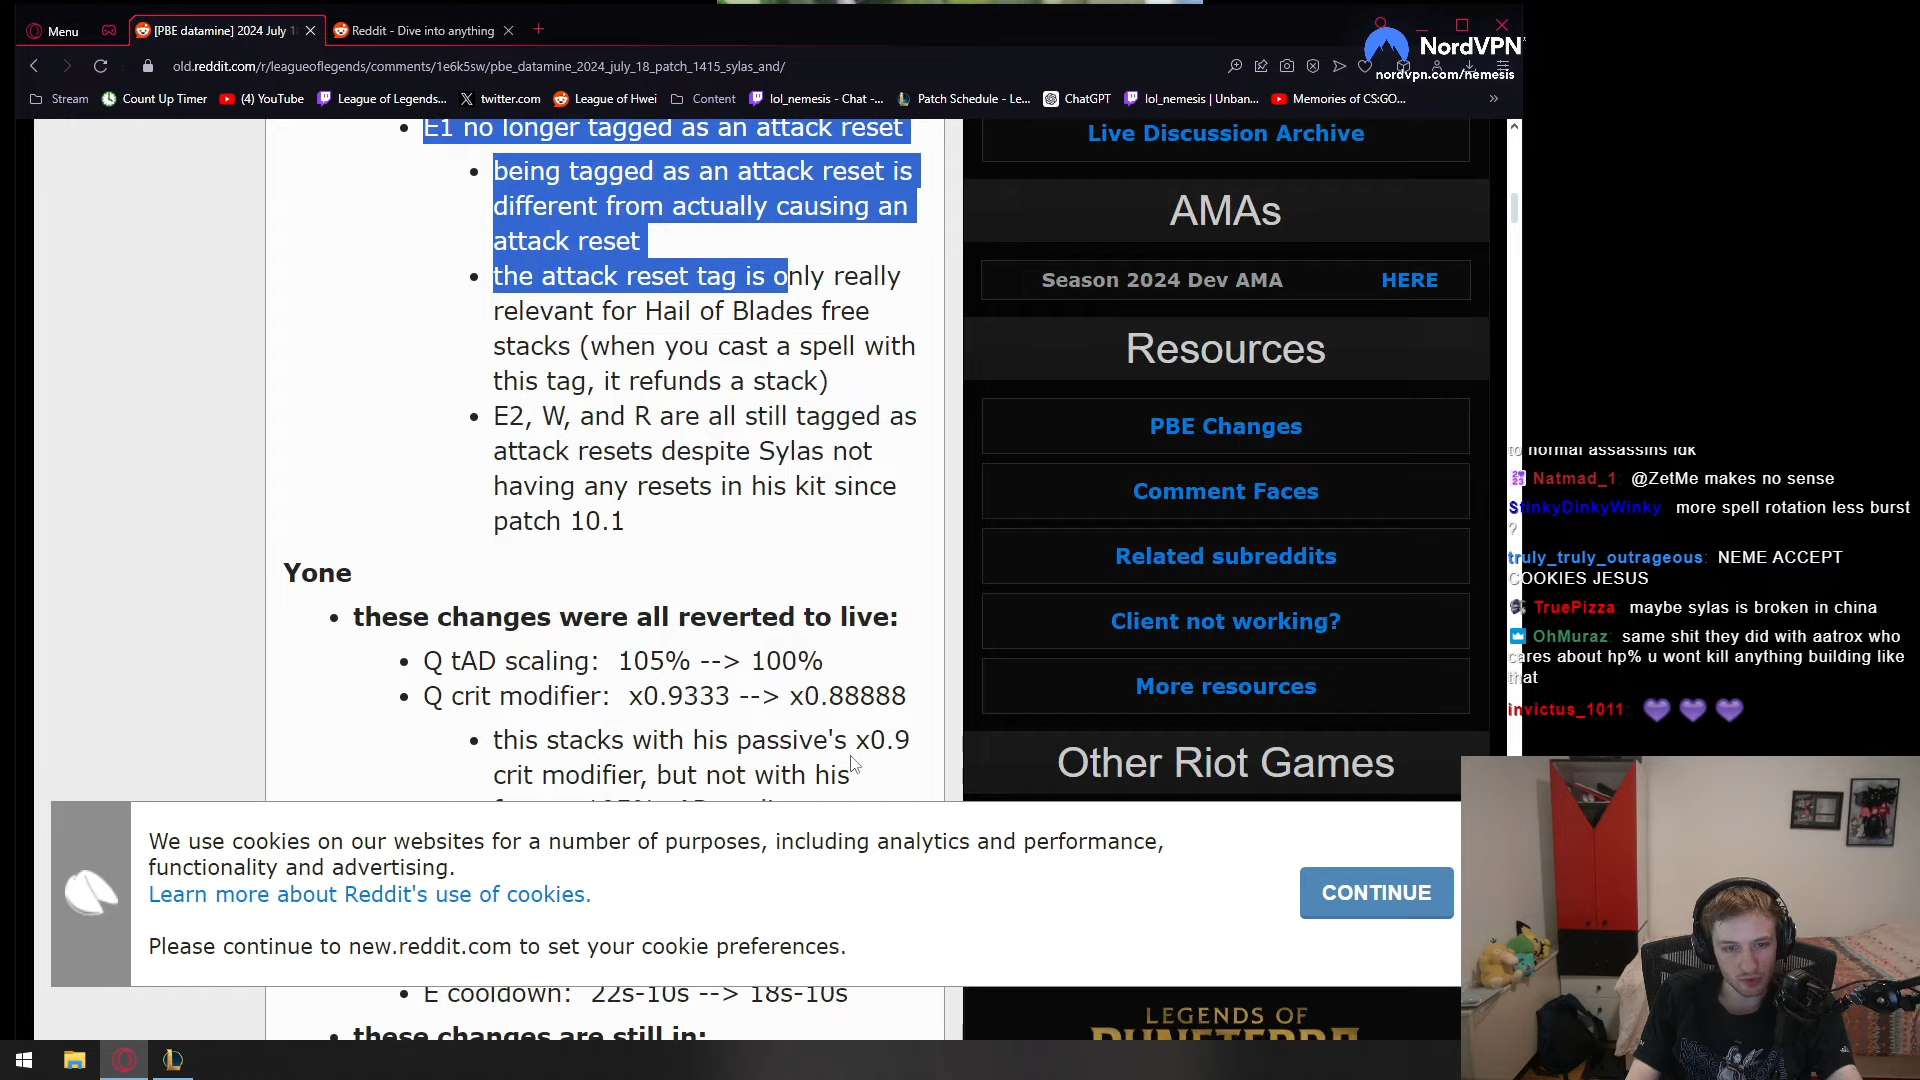 Menu
[PBE datamine] 2024 July 1
Reddit - Dive into anything
NordVPN
nordvpn.com/nemesis
old.reddit.com/r/leagueoflegends/comments/1e6k5sw/pbe_datamine_2024_july_18_patch_1415_sylas_and/
Stream
Count Up Timer
(4) YouTube
League of Legends...
twitter.com
League of Hwei
Content
lol_nemesis - Chat -...
Patch Schedule - Le...
ChatGPT
lol_nemesis | Unban...
Memories of CS:GO...
E1 no longer tagged as an attack reset
being tagged as an attack reset is
different from actually causing an
attack reset
the attack reset tag is only really
relevant for Hail of Blades free
stacks (when you cast a spell with
this tag, it refunds a stack)
E2, W, and R are all still tagged as
attack resets despite Sylas not
having any resets in his kit since
patch 10.1
Yone
these changes were all reverted to live:
Q tAD scaling: 105% --> 100%
Q crit modifier: x0.9333 --> x0.88888
this stacks with his passive's x0.9
crit modifier, but not with his
E cooldown: 22s-10s --> 18s-10s
these changes are still in:
Live Discussion Archive
AMAs
Season 2024 Dev AMA HERE
Resources
PBE Changes
Comment Faces
Related subreddits
Client not working?
More resources
Other Riot Games
LEGENDS OF
RUNETERRA
We use cookies on our websites for a number of purposes, including analytics and performance,
functionality and advertising.
Learn more about Reddit's use of cookies.
Please continue to new.reddit.com to set your cookie preferences.
CONTINUE
to normal assassins idk
Natmad_1: @ZetMe makes no sense
StinkyDinkyWinky more spell rotation less burst
?
truly_truly_outrageous: NEME ACCEPT
COOKIES JESUS
TruePizza: maybe sylas is broken in china
OhMuraz: same shit they did with aatrox who
cares about hp% u wont kill anything building like
that
invictus_1011: